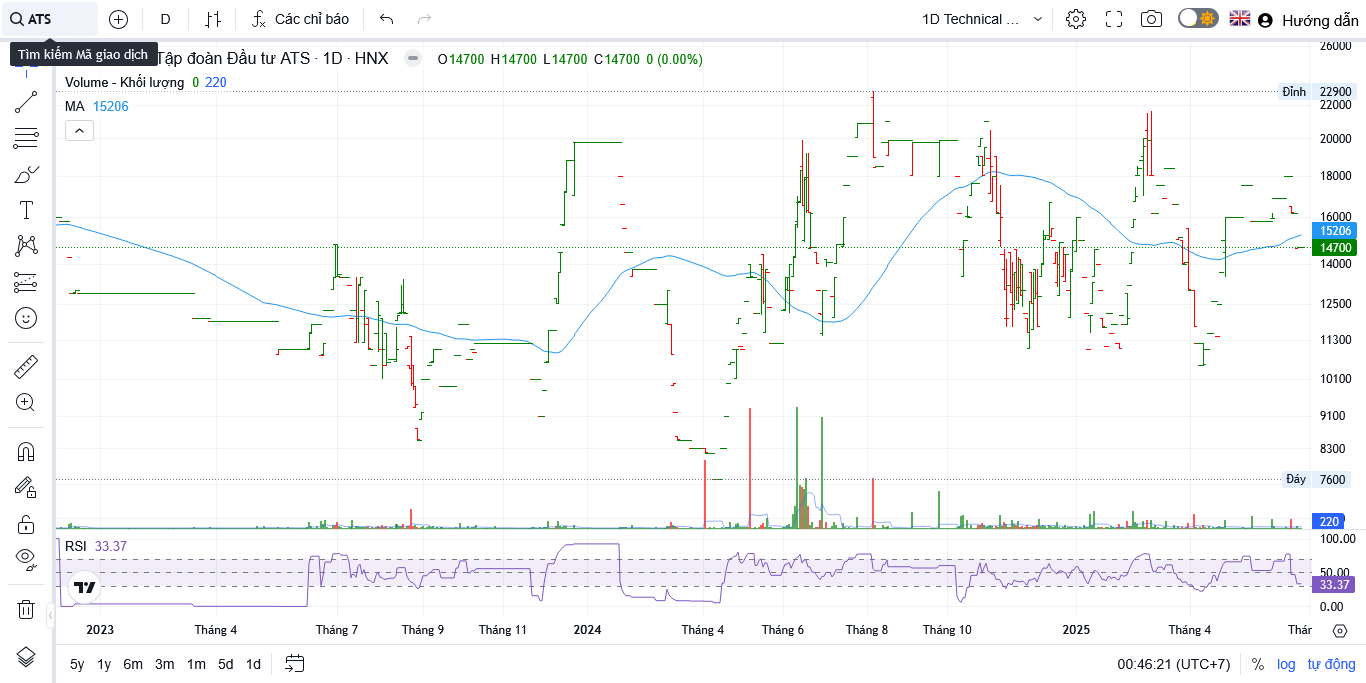 ATS D Các chỉ báo 1D Technical ... Hướng dẫn
Tìm kiếm Mã giao dịch
Tập đoàn Đầu tư ATS · 1D · HNX O14700 H14700 L14700 C14700 0 (0.00%)
Volume - Khối lượng 0 220
MA 15206
26000
Đỉnh 22900
22000
20000
18000
16000
15206
14700
14000
12500
11300
10100
9100
8300
Đáy 7600
220
RSI 33.37
100.00
50.00
33.37
0.00
2023 Tháng 4 Tháng 7 Tháng 9 Tháng 11 2024 Tháng 4 Tháng 6 Tháng 8 Tháng 10 2025 Tháng 4 Thár
5y 1y 6m 3m 1m 5d 1d 00:46:21 (UTC+7) % log tự động